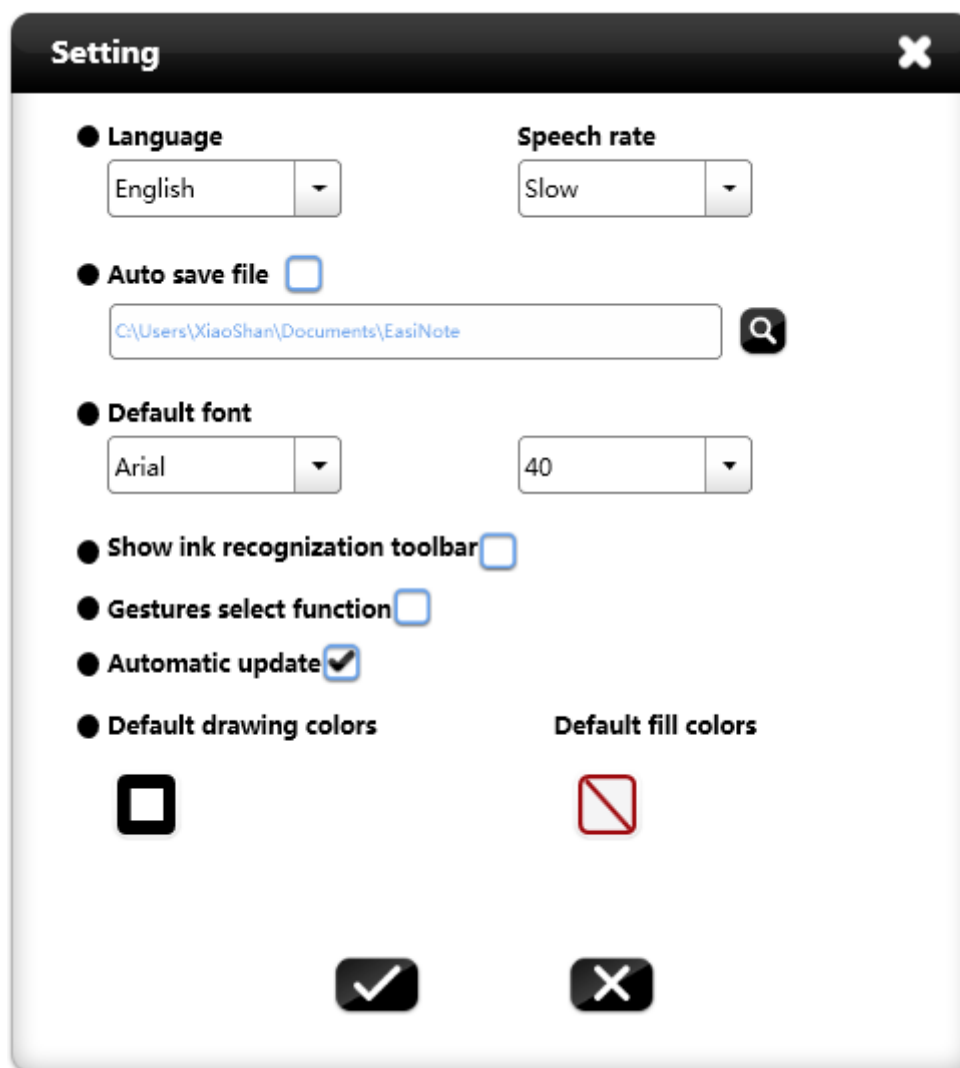 Setting
Language Speech rate
English Slow
Auto save file
C:\Users\XiaoShan\Documents\EasiNote
Default font
Arial 40
Show ink recognization toolbar
Gestures select function
Automatic update
Default drawing colors Default fill colors